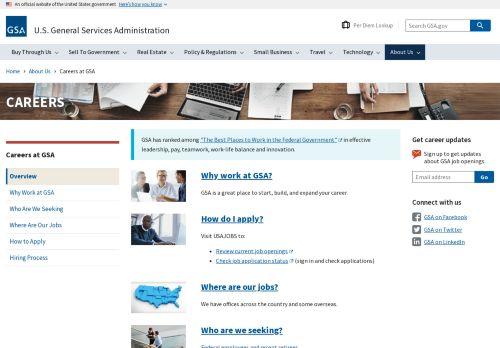 An official website of the United States government Here's how you know
GSA
U.S. General Services Administration
Per Diem Lookup
Search GSA.gov
Buy Through Us
Sell To Government
Real Estate
Policy & Regulations
Small Business
Travel
Technology
About Us
Home › About Us › Careers at GSA
CAREERS
Careers at GSA
Overview
Why Work at GSA
Who Are We Seeking
Where Are Our Jobs
How to Apply
Hiring Process
GSA has ranked among "The Best Places to Work in the Federal Government" in effective
leadership, pay, teamwork, work-life balance and innovation.
Why work at GSA?
GSA is a great place to start, build, and expand your career.
How do I apply?
Visit USAJOBS to:
• Review current job openings
• Check job application status (sign in and check applications)
Where are our jobs?
We have offices across the country and some overseas.
Who are we seeking?
Federal employees and recent retirees
Get career updates
Sign up to get updates
about GSA job openings.
Email address
Go
Connect with us
GSA on Facebook
GSA on Twitter
GSA on LinkedIn